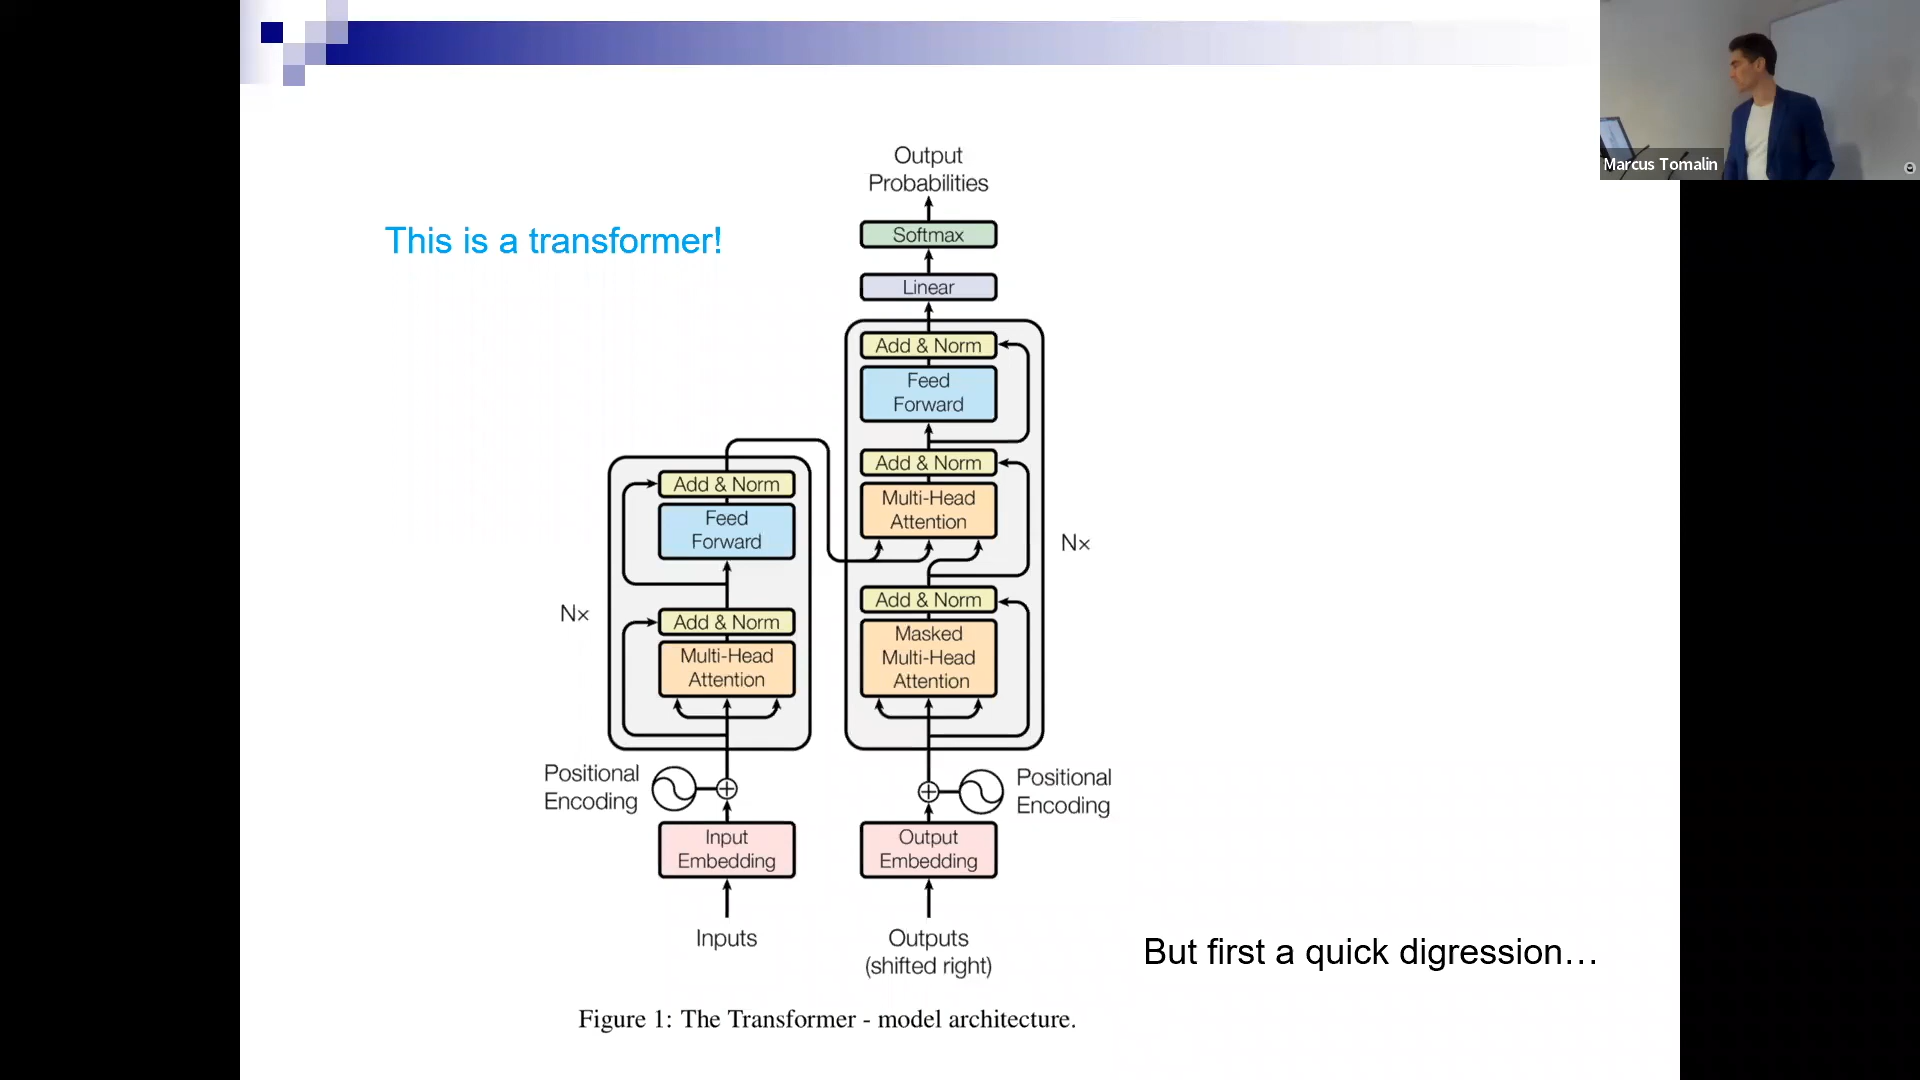 Marcus Tomalin
This is a transformer!
Output
Probabilities
Softmax
Linear
Add & Norm
Feed
Forward
Add & Norm
Multi-Head
Attention
Nx
Add & Norm
Masked
Multi-Head
Attention
Add & Norm
Feed
Forward
Nx
Add & Norm
Multi-Head
Attention
Positional
Encoding
Positional
Encoding
Input
Embedding
Output
Embedding
Inputs
Outputs
(shifted right)
But first a quick digression…
Figure 1: The Transformer - model architecture.